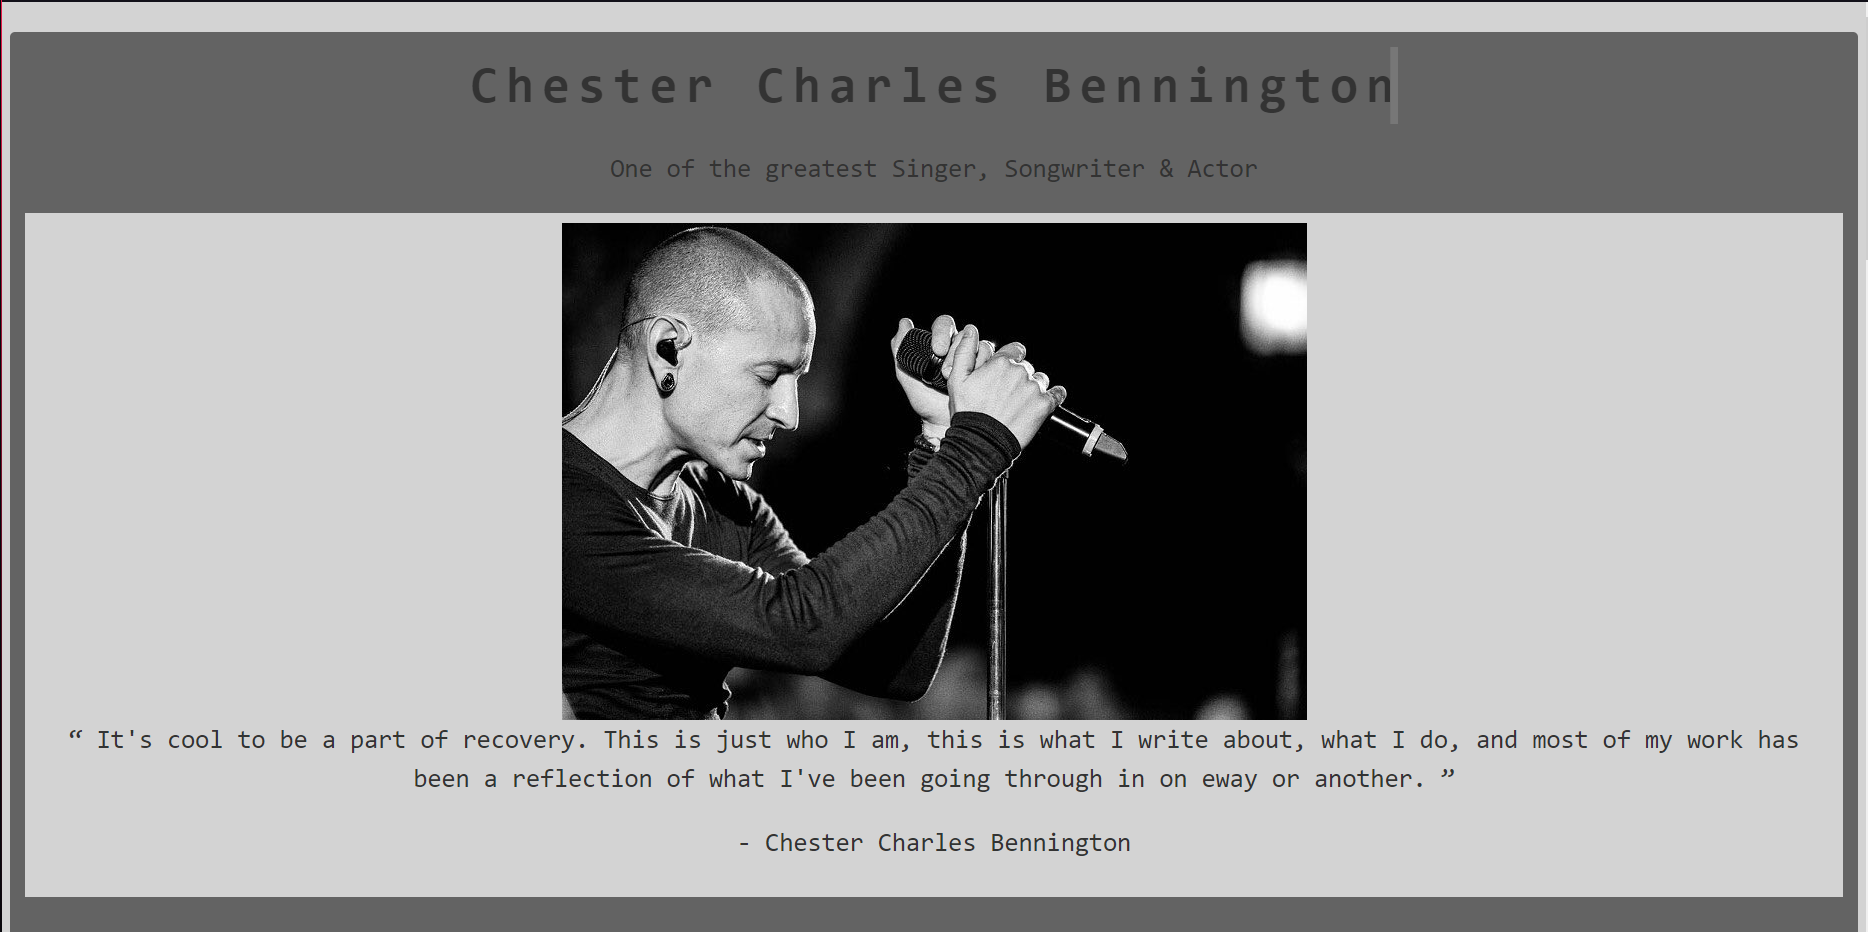 Chester Charles Bennington
One of the greatest Singer, Songwriter & Actor
“ It's cool to be a part of recovery. This is just who I am, this is what I write about, what I do, and most of my work has
been a reflection of what I've been going through in on eway or another. ”
- Chester Charles Bennington